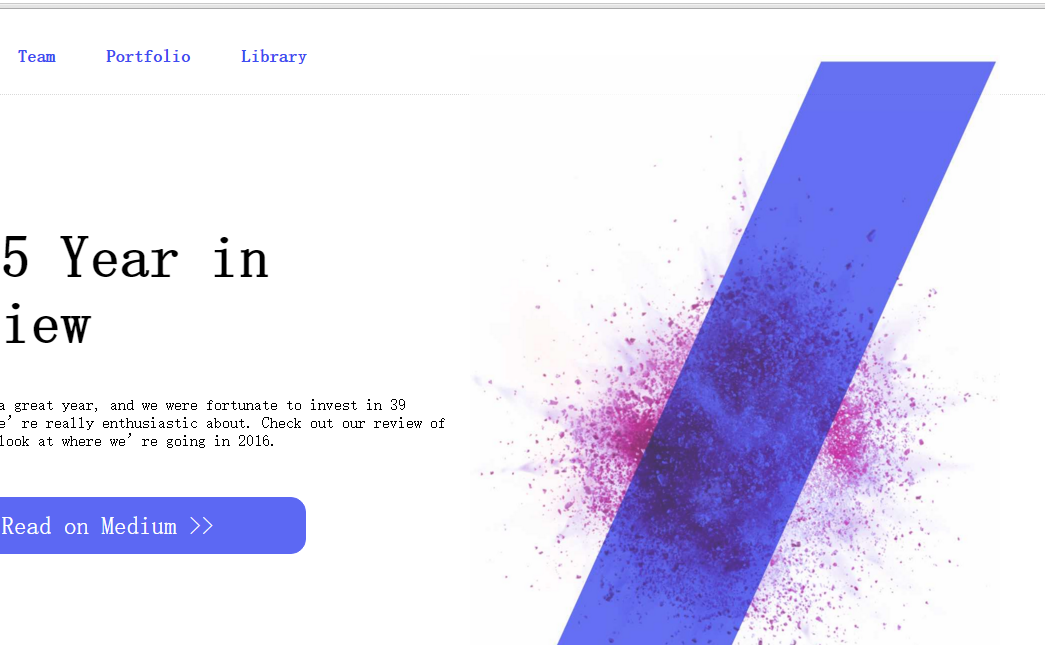 Team Portfolio Library
5 Year in
iew
a great year, and we were fortunate to invest in 39
e’re really enthusiastic about. Check out our review of
look at where we’re going in 2016.
Read on Medium >>